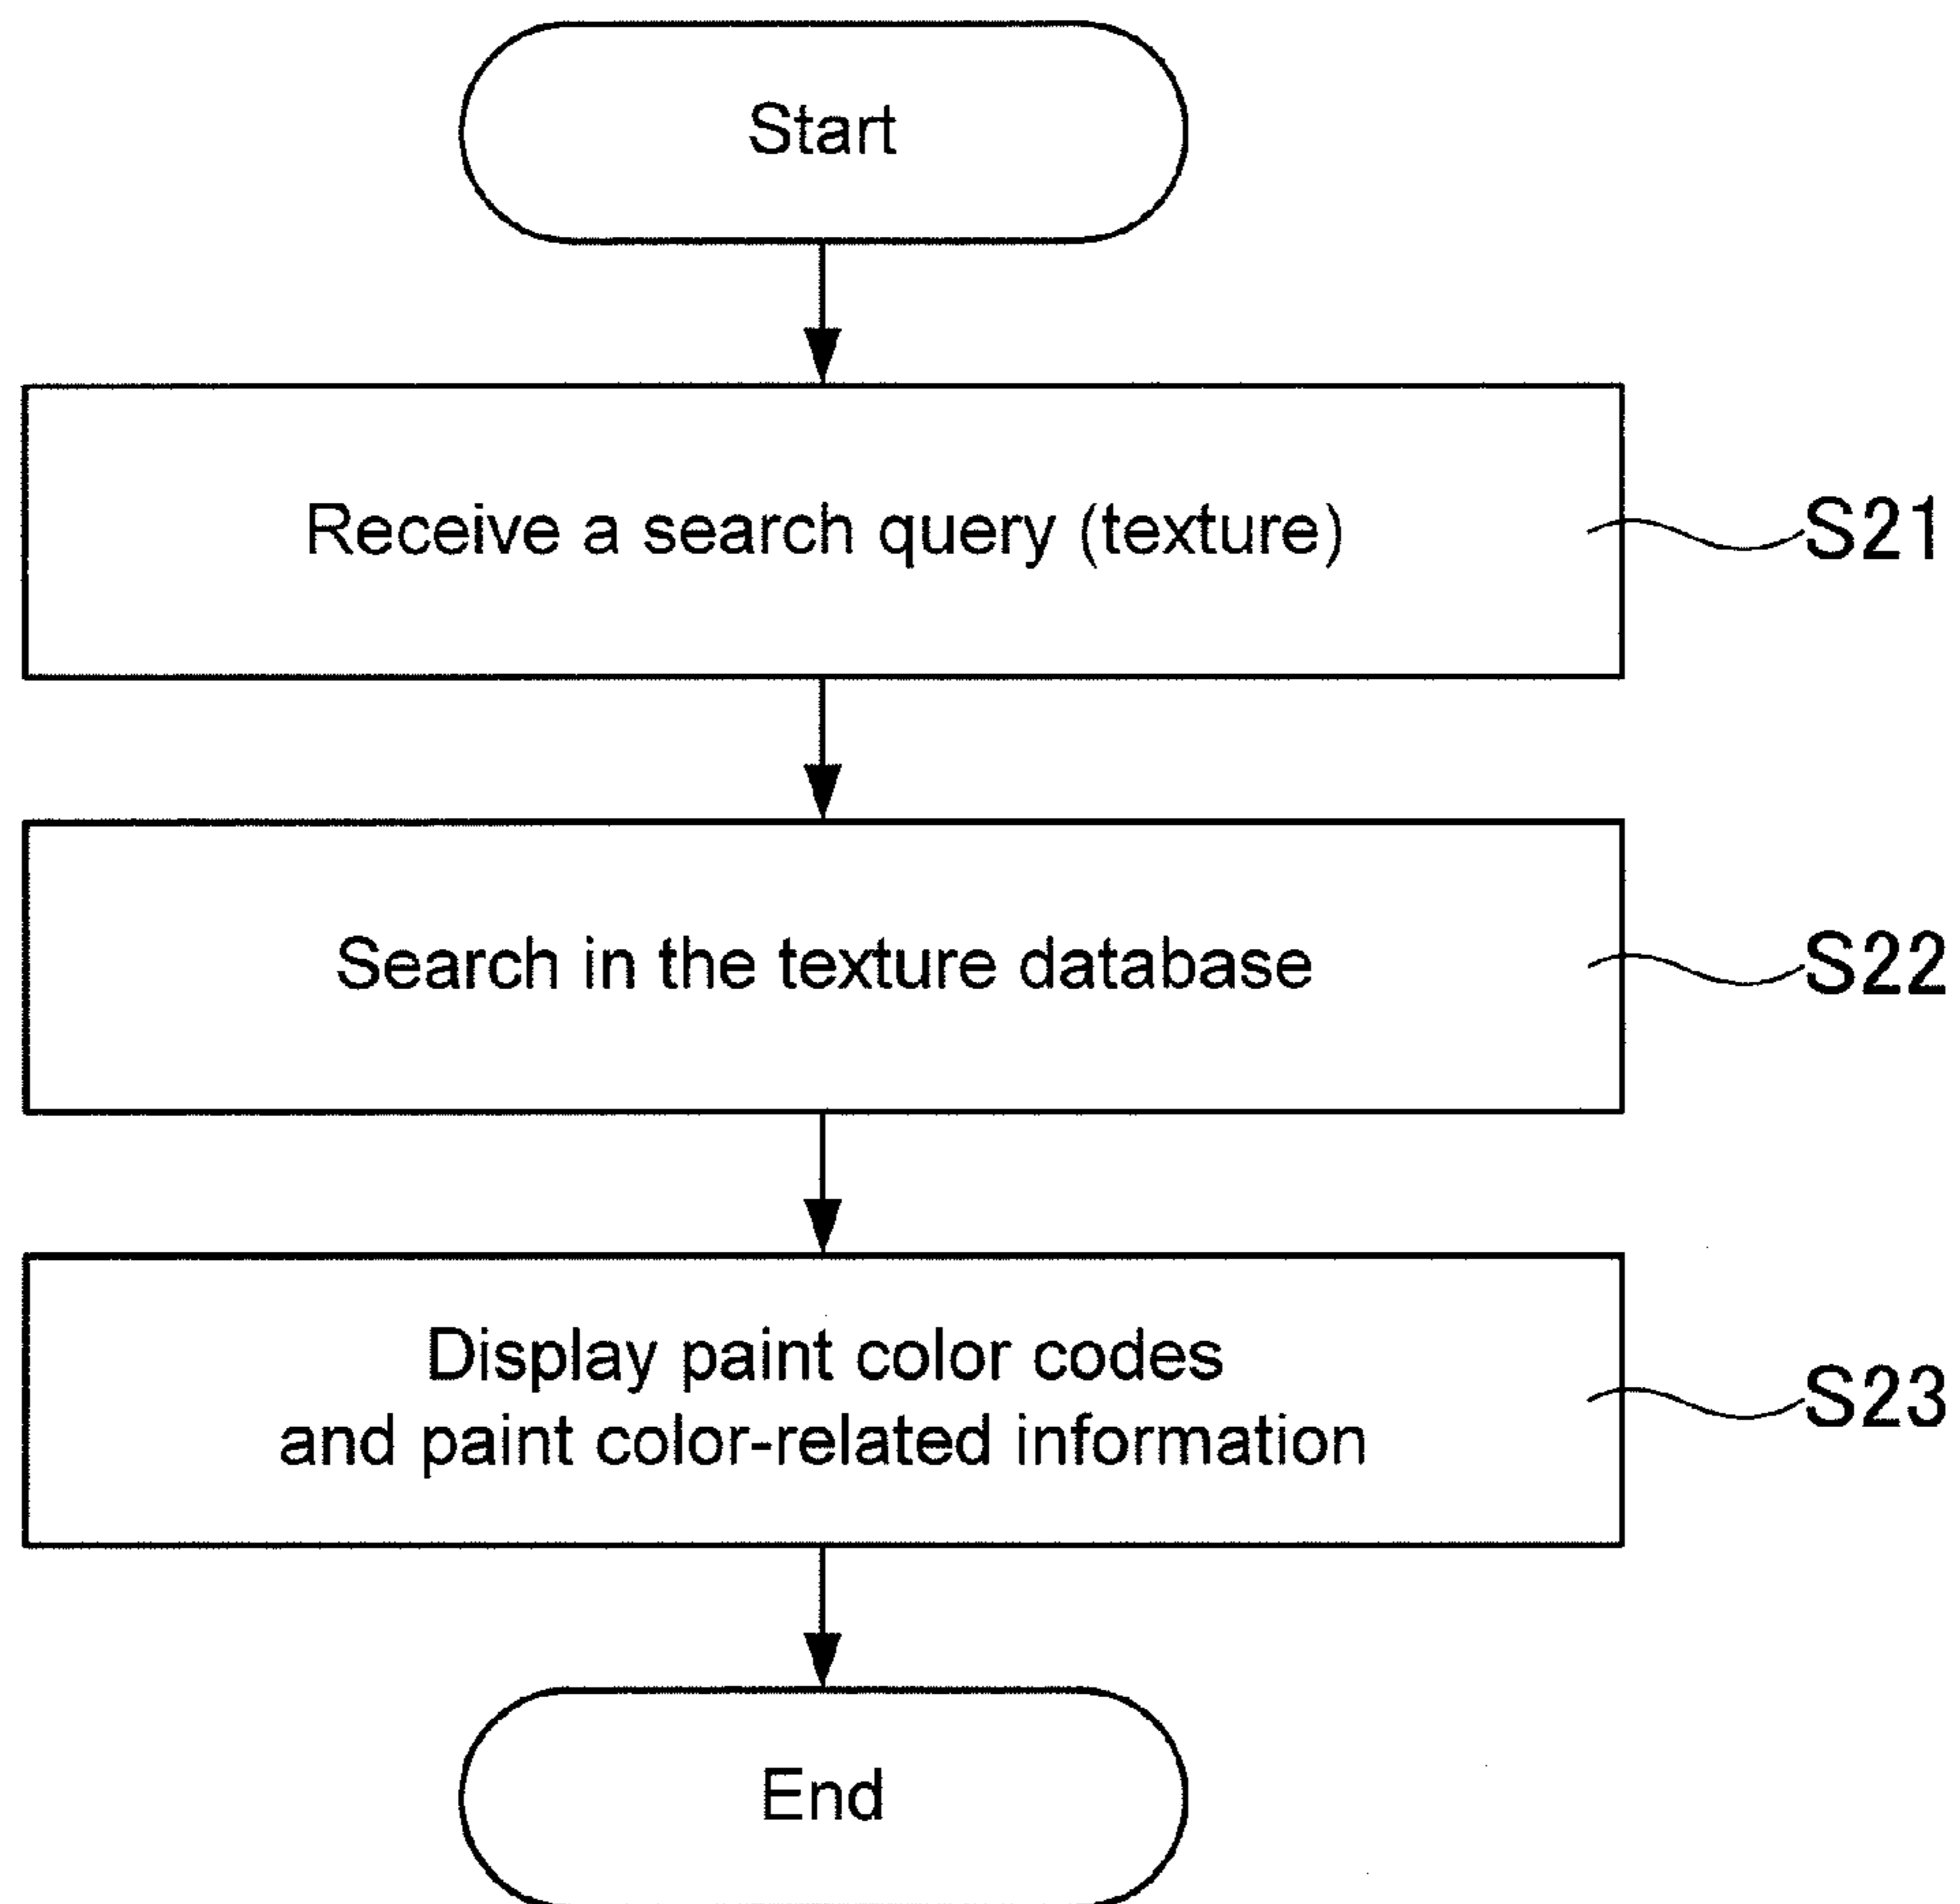 Start
Receive a search query (texture)
S21
Search in the texture database
S22
Display paint color codes
and paint color-related information
S23
End